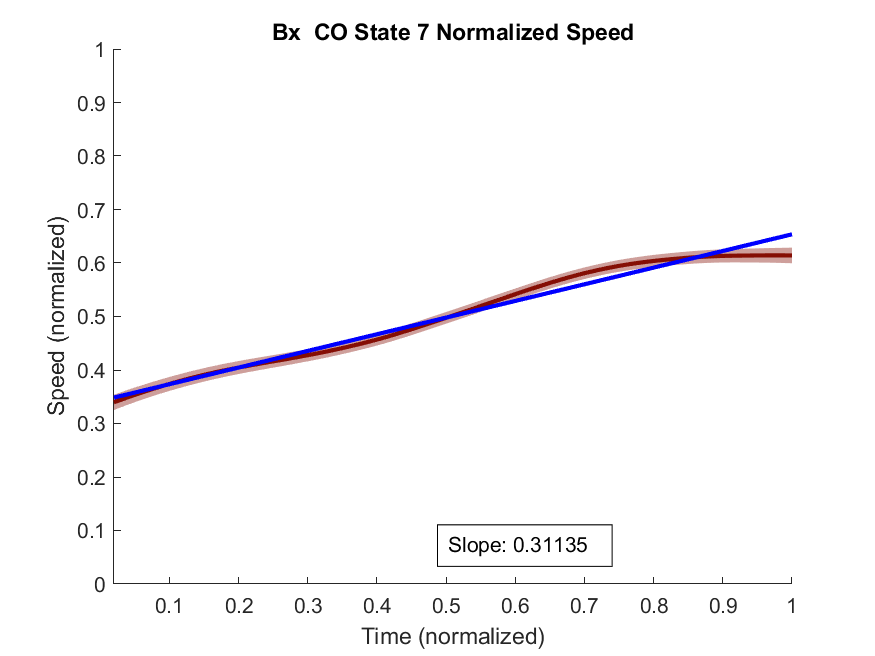 Bx  CO State 7 Normalized Speed
1
0.9
0.8
0.7
0.6
0.5
0.4
0.3
0.2
0.1
0
Speed (normalized)
Slope: 0.31135
0.1 0.2 0.3 0.4 0.5 0.6 0.7 0.8 0.9 1
Time (normalized)